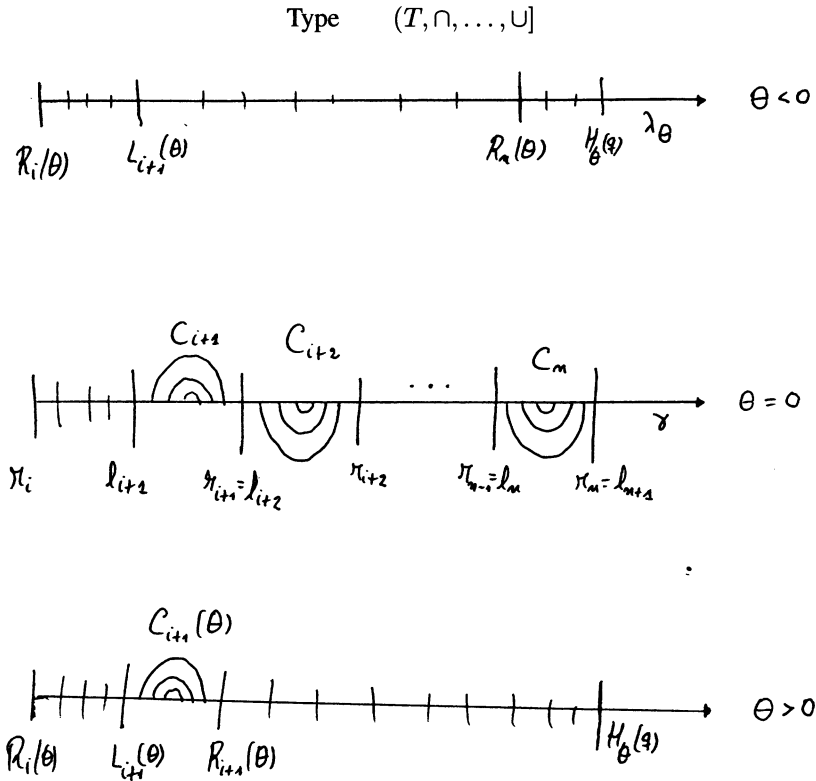 Type (T, ∩, …, ∪]
θ < 0
R_i(θ) L_{i+1}(θ) R_n(θ) H_θ(q) λ_θ
C_{i+1} C_{i+2} C_n
... θ = 0
r_i l_{i+1} r_{i+1}=l_{i+2} r_{i+2} r_{n-1}=l_n r_n=l_{n+1} γ
C_{i+1}(θ)
θ > 0
R_i(θ) L_{i+1}(θ) R_{i+1}(θ) H_θ(q)